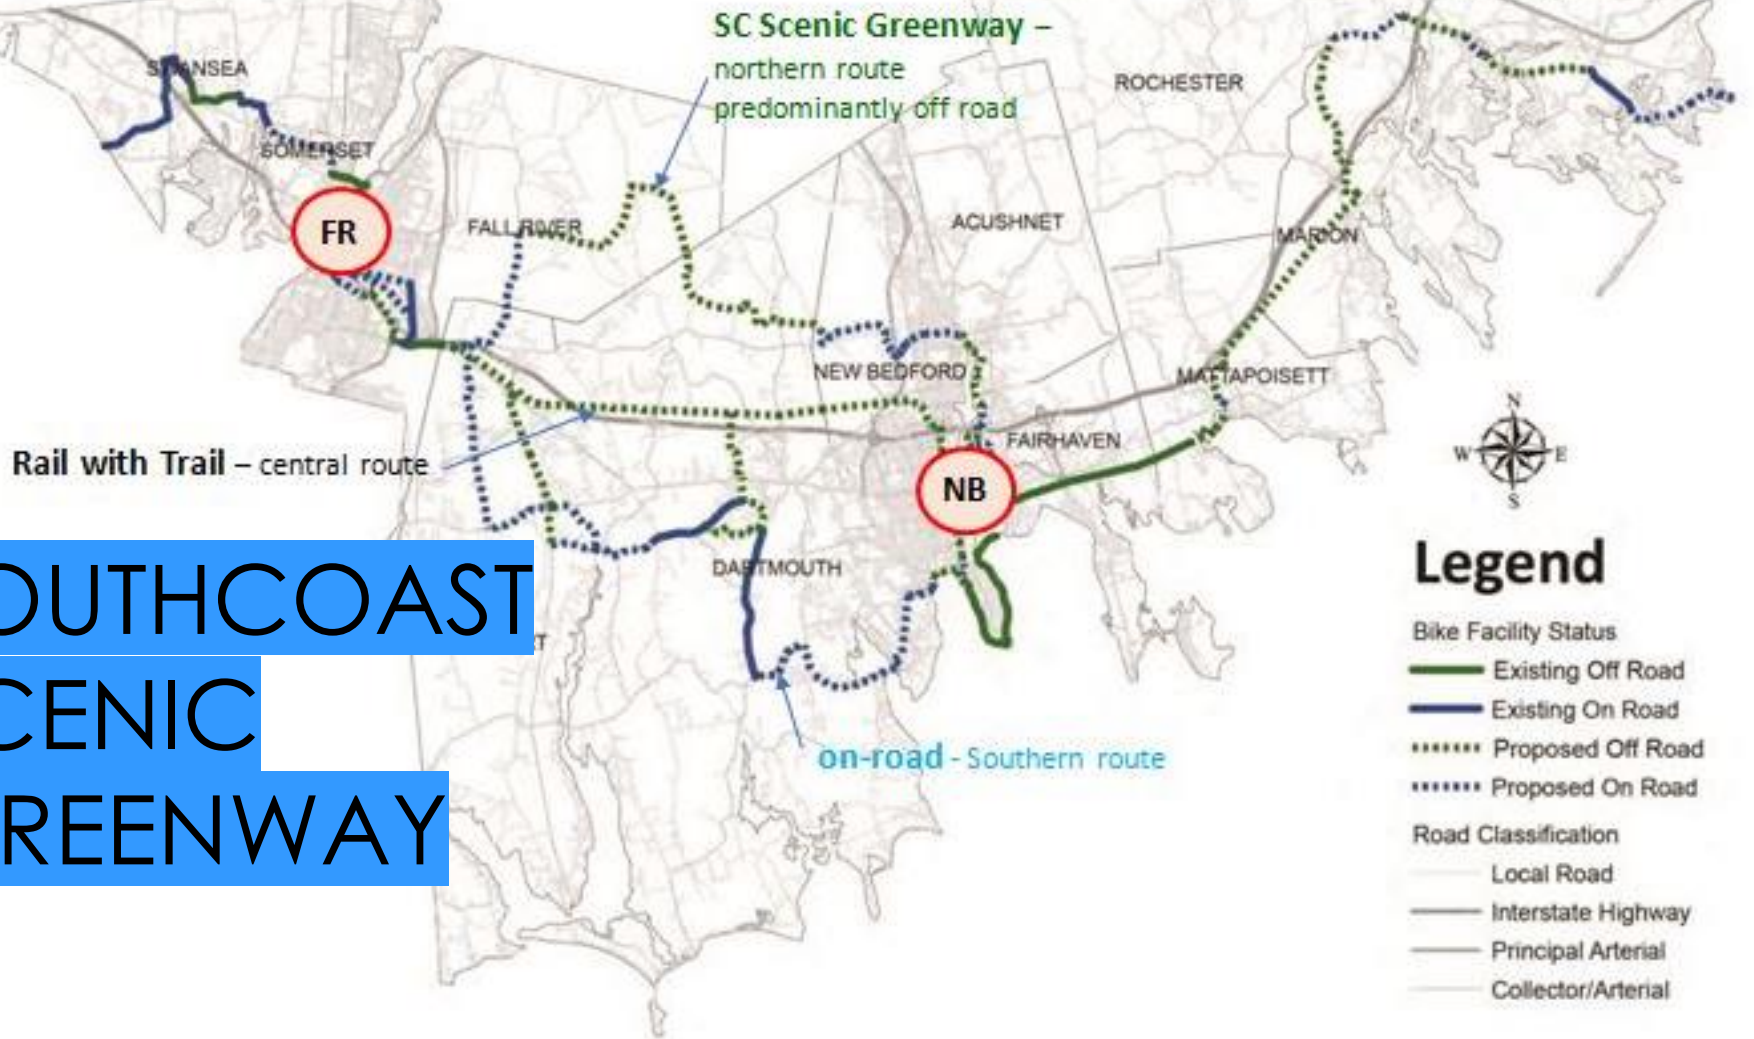 SC Scenic Greenway –
northern route
predominantly off road
ROCHESTER
SWANSEA
SOMERSET
FR
FALL RIVER
ACUSHNET
MARION
NEW BEDFORD
MATTAPOISETT
FAIRHAVEN
Rail with Trail – central route
NB
N
W E
S
DARTMOUTH
OUTHCOAST
CENIC
REENWAY
on-road - Southern route
Legend
Bike Facility Status
Existing Off Road
Existing On Road
Proposed Off Road
Proposed On Road
Road Classification
Local Road
Interstate Highway
Principal Arterial
Collector/Arterial